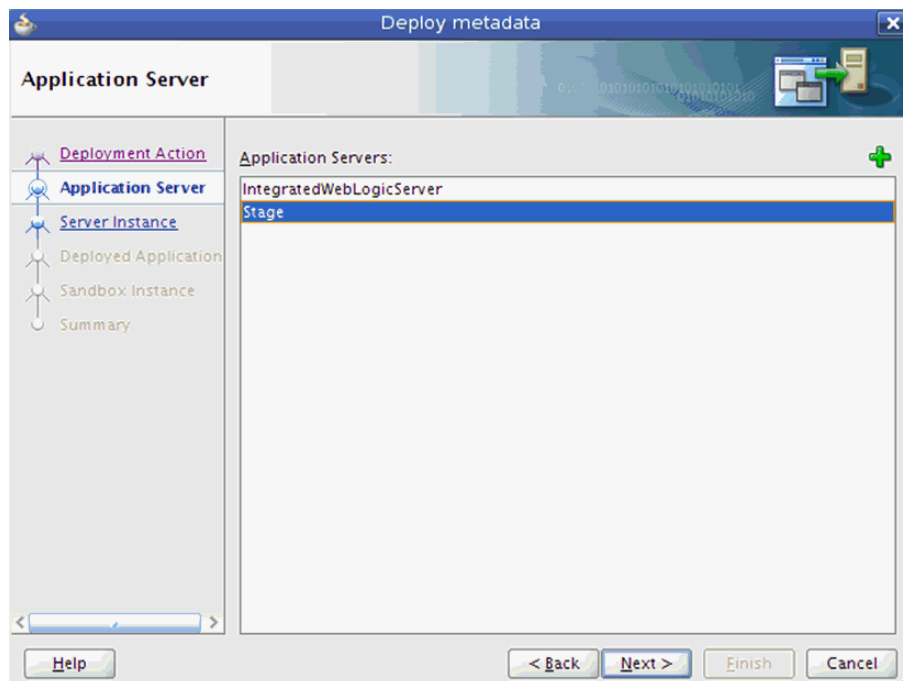 Deploy metadata
Application Server
Deployment Action
Application Server
Server Instance
Deployed Application
Sandbox Instance
Summary
Application Servers:
IntegratedWebLogicServer
Stage
Help
< Back
Next >
Finish
Cancel